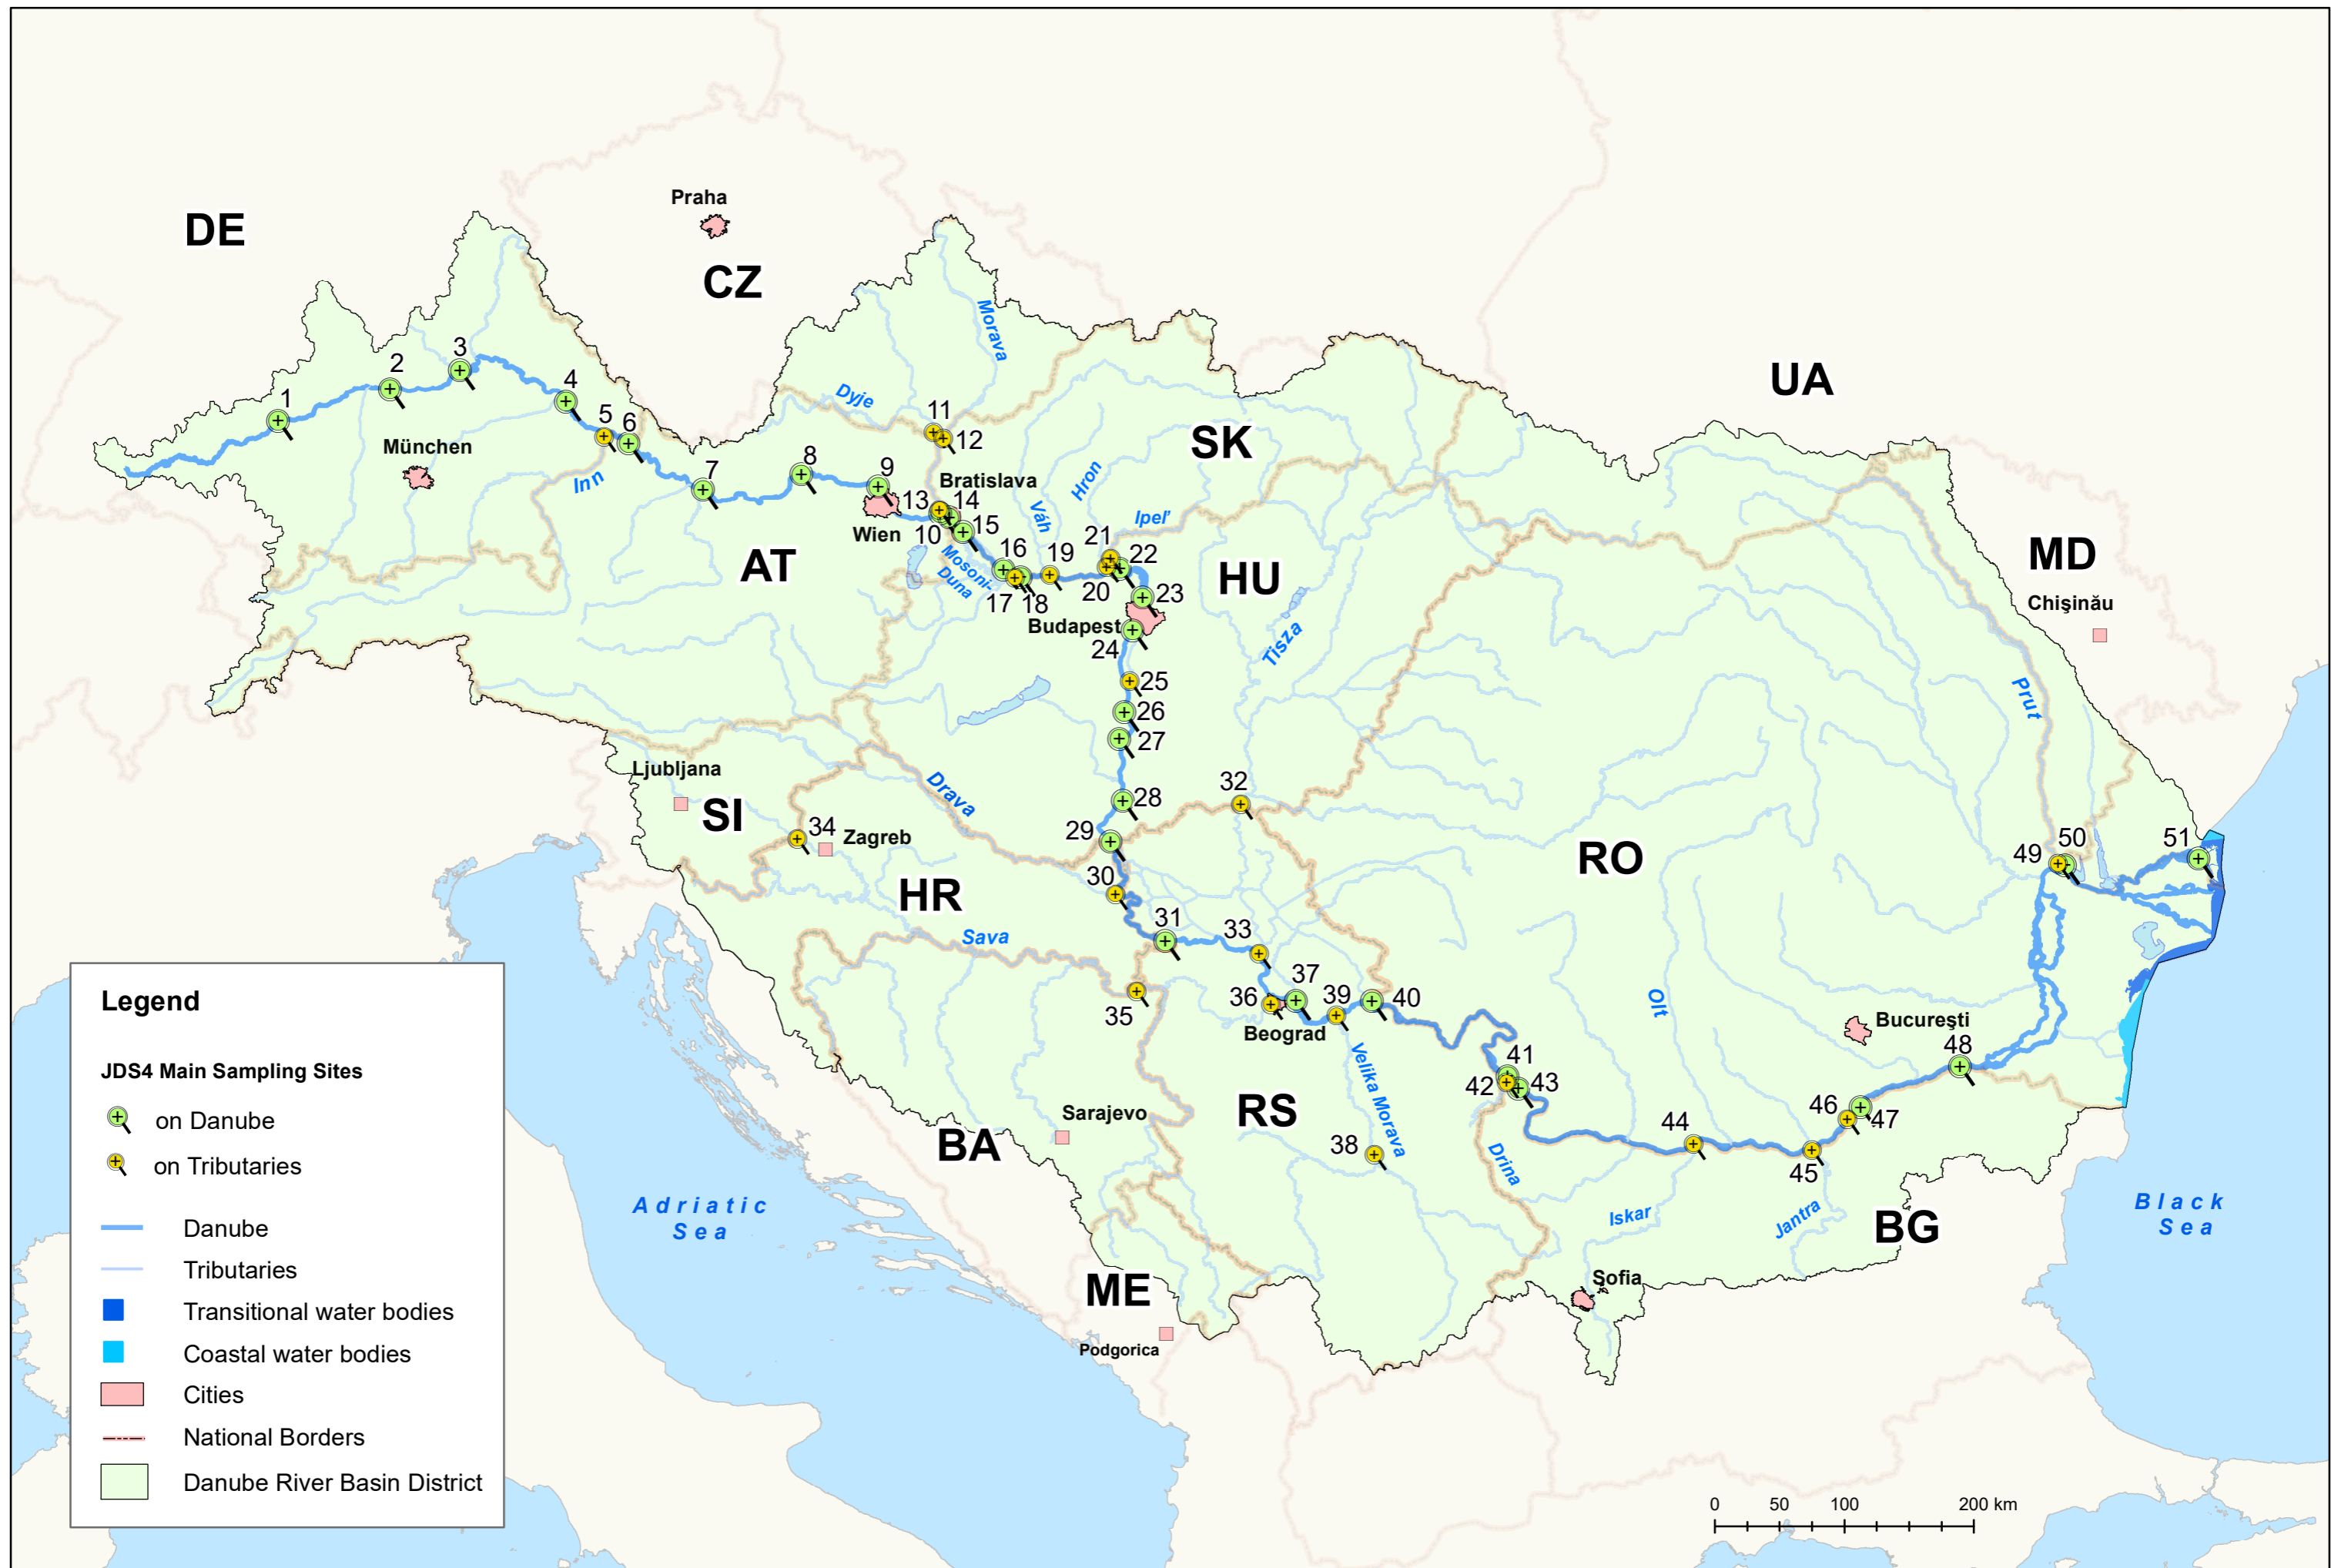 Praha
DE
CZ
Morava
3
2
UA
4
1
Dyje
11
5
6
12
München
SK
7
8
9
Inn
Hron
Bratislava
13
14
Váh
Ipeľ
15
Wien
10
21
22
MD
16
19
Mosoni-
Duna
AT
HU
20
23
17
18
Chişinău
Budapest
Tisza
24
25
Prut
26
27
Ljubljana
32
Drava
28
SI
34
Zagreb
29
50
51
49
RO
30
HR
31
33
Sava
37
36
39
40
Olt
35
Beograd
Bucureşti
48
Velika Morava
41
42
43
RS
46
47
Sarajevo
44
38
BA
Drina
45
Adriatic
Sea
Iskar
Jantra
BG
Black
Sea
ME
Sofia
Podgorica
Legend
JDS4 Main Sampling Sites
on Danube
on Tributaries
Danube
Tributaries
Transitional water bodies
Coastal water bodies
Cities
National Borders
Danube River Basin District
0 50 100 200 km